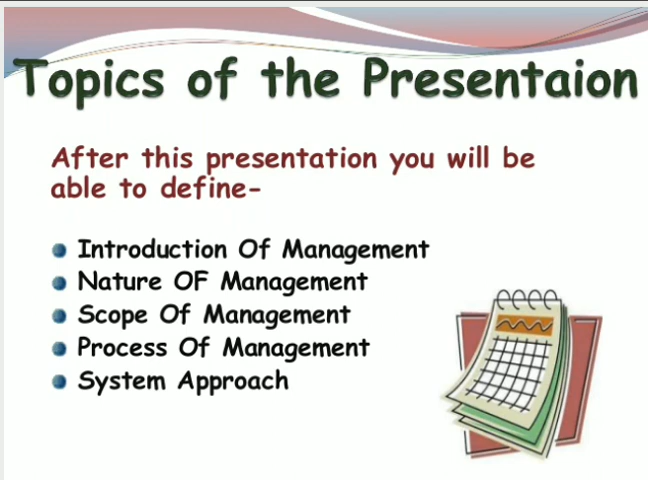 Topics of the Presentaion
After this presentation you will be
able to define-
Introduction Of Management
Nature OF Management
Scope Of Management
Process Of Management
System Approach